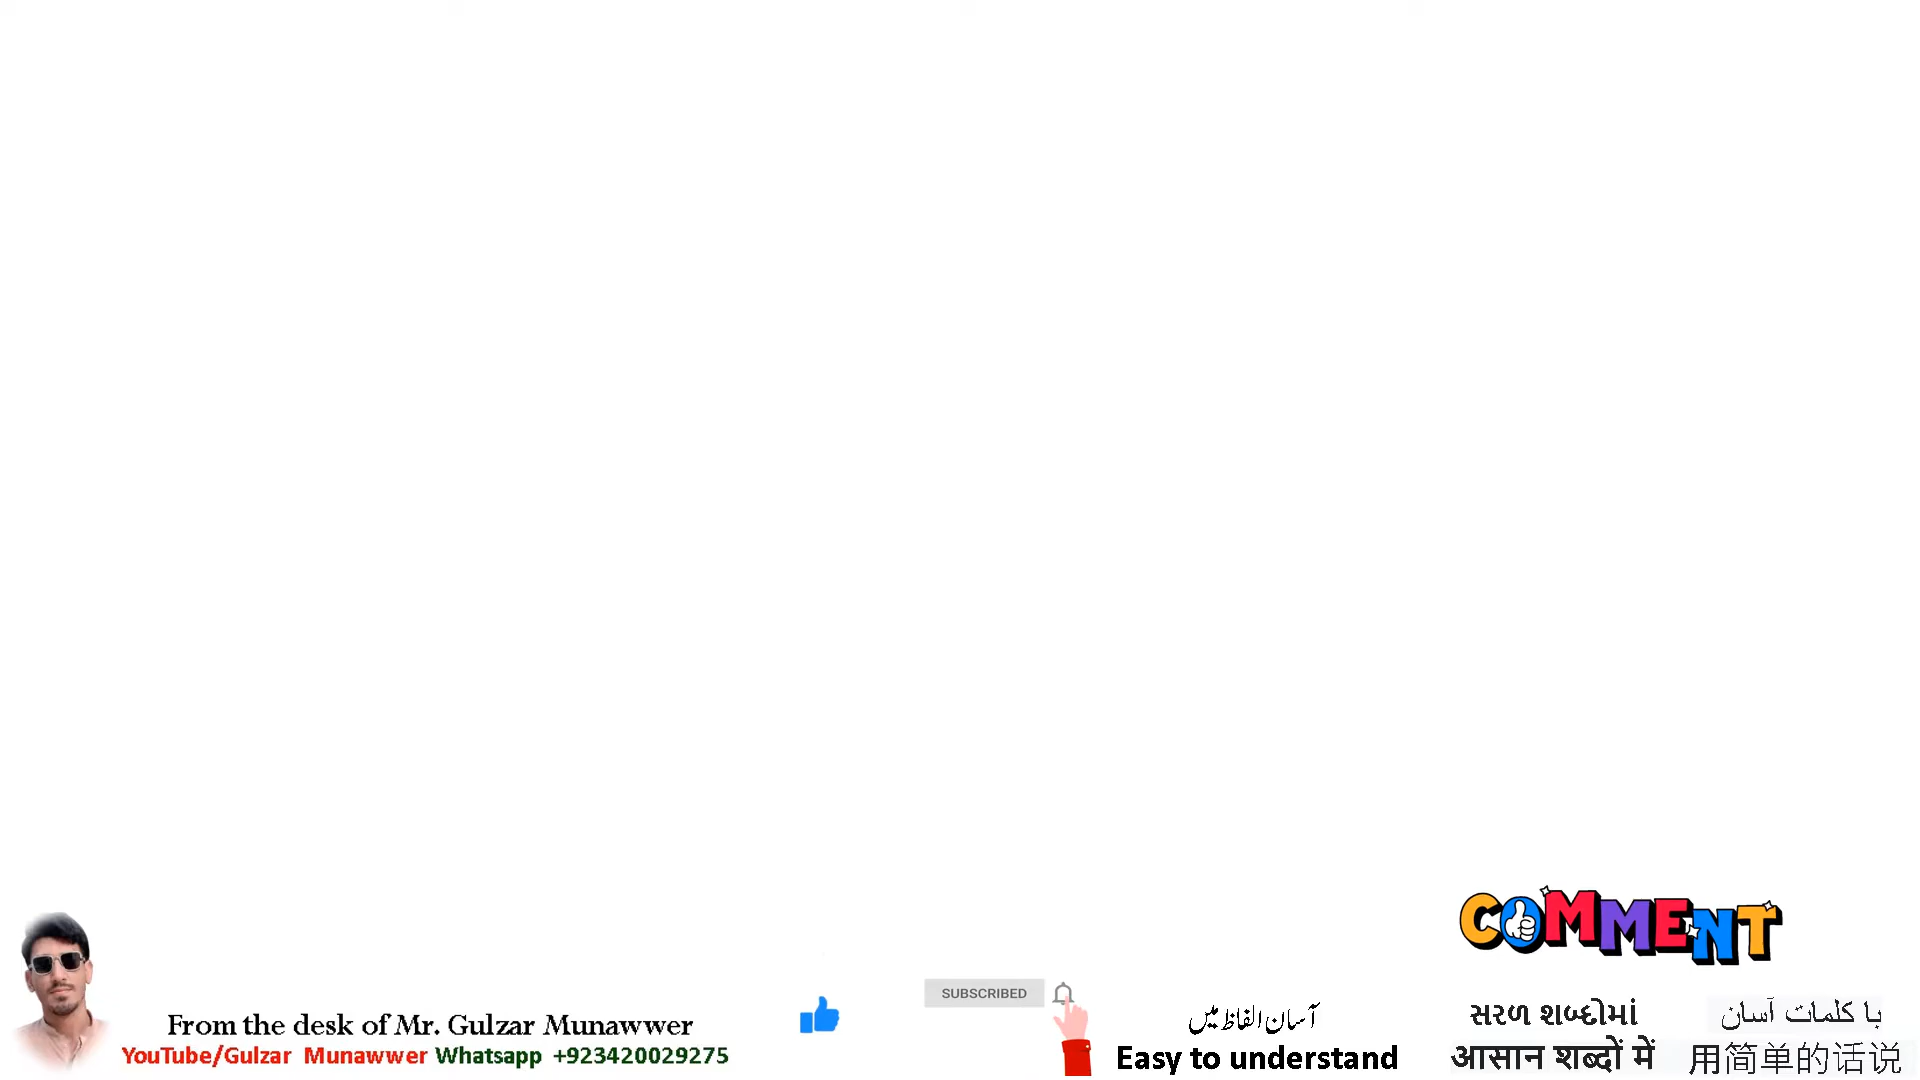 COMMENT
SUBSCRIBED
آسان الفاظ میں
સરળ શબ્દોમાં
با کلمات آسان
From the desk of Mr. Gulzar Munawwer
YouTube/Gulzar Munawwer Whatsapp +923420029275
Easy to understand
आसान शब्दों में
用简单的话说